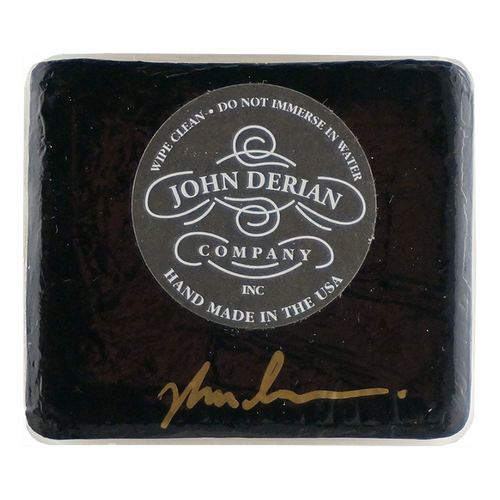 WIPE CLEAN • DO NOT IMMERSE IN WATER
JOHN DERIAN
COMPANY
INC
HAND MADE IN THE USA